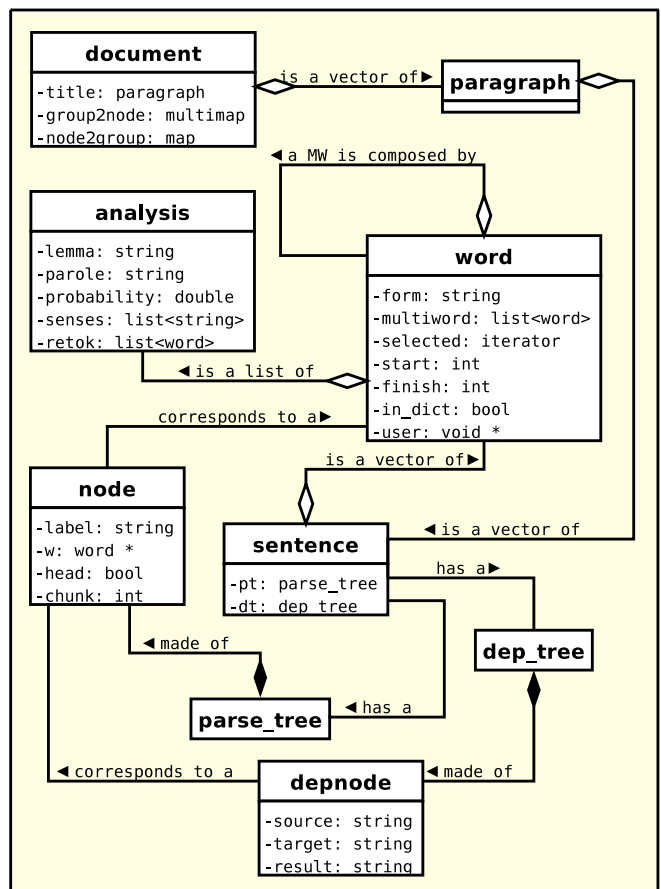 document
-title: paragraph
-group2node: multimap
-node2group: map
is a vector of►
paragraph
◄a MW is composed by
analysis
-lemma: string
-parole: string
-probability: double
-senses: list<string>
-retok: list<word>
word
-form: string
-multiword: list<word>
-selected: iterator
-start: int
-finish: int
-in_dict: bool
-user: void *
◄is a list of
corresponds to a►
is a vector of►
node
-label: string
-w: word *
-head: bool
-chunk: int
sentence
-pt: parse_tree
-dt: dep_tree
◄is a vector of
has a►
dep_tree
◄made of
parse_tree
◄has a
◄corresponds to a
depnode
-source: string
-target: string
-result: string
◄made of